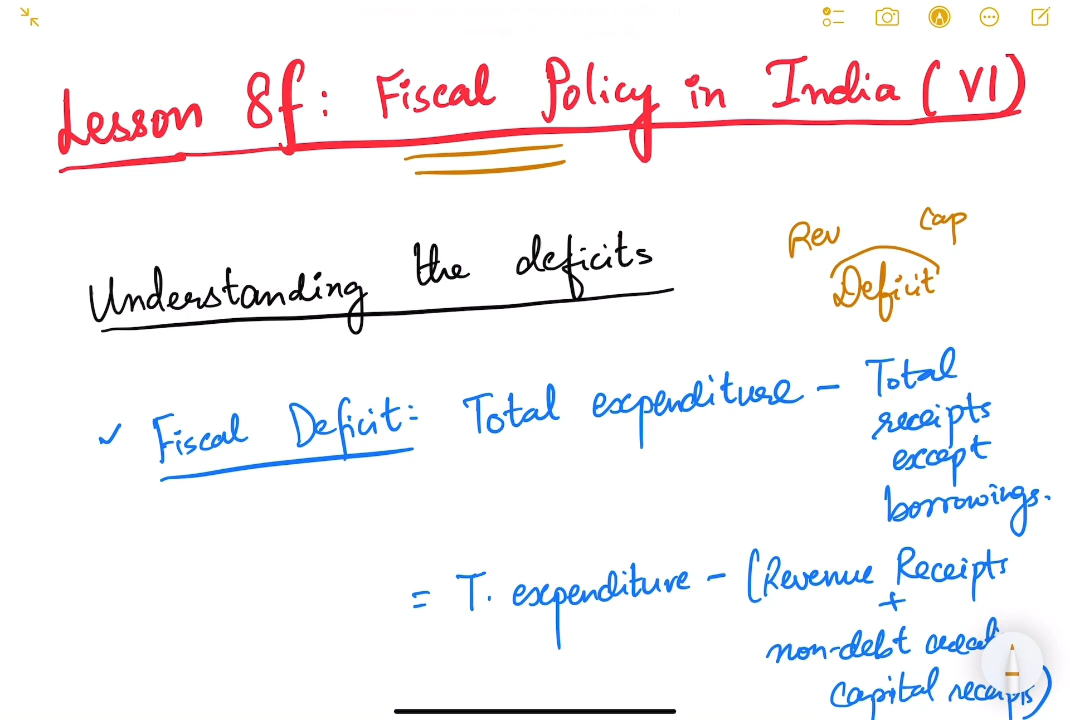 Lesson 8f: Fiscal Policy in India (VI)
Understanding the deficits
Rev Cap
Deficit
✓ Fiscal Deficit: Total expenditure - Total
receipts
except
borrowings.
= T. expenditure - (Revenue Receipts
+
non-debt
capital receipts)